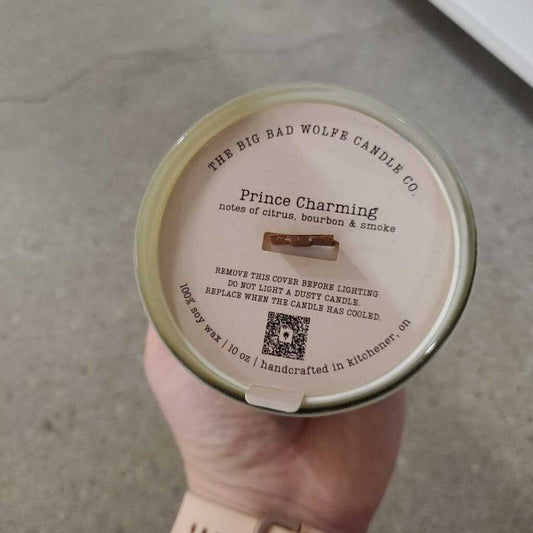 THE BIG BAD WOLFE CANDLE CO.
Prince Charming
notes of citrus, bourbon & smoke
REMOVE THIS COVER BEFORE LIGHTING
DO NOT LIGHT A DUSTY CANDLE.
REPLACE WHEN THE CANDLE HAS COOLED.
100% soy wax | 10 oz | handcrafted in kitchener, on